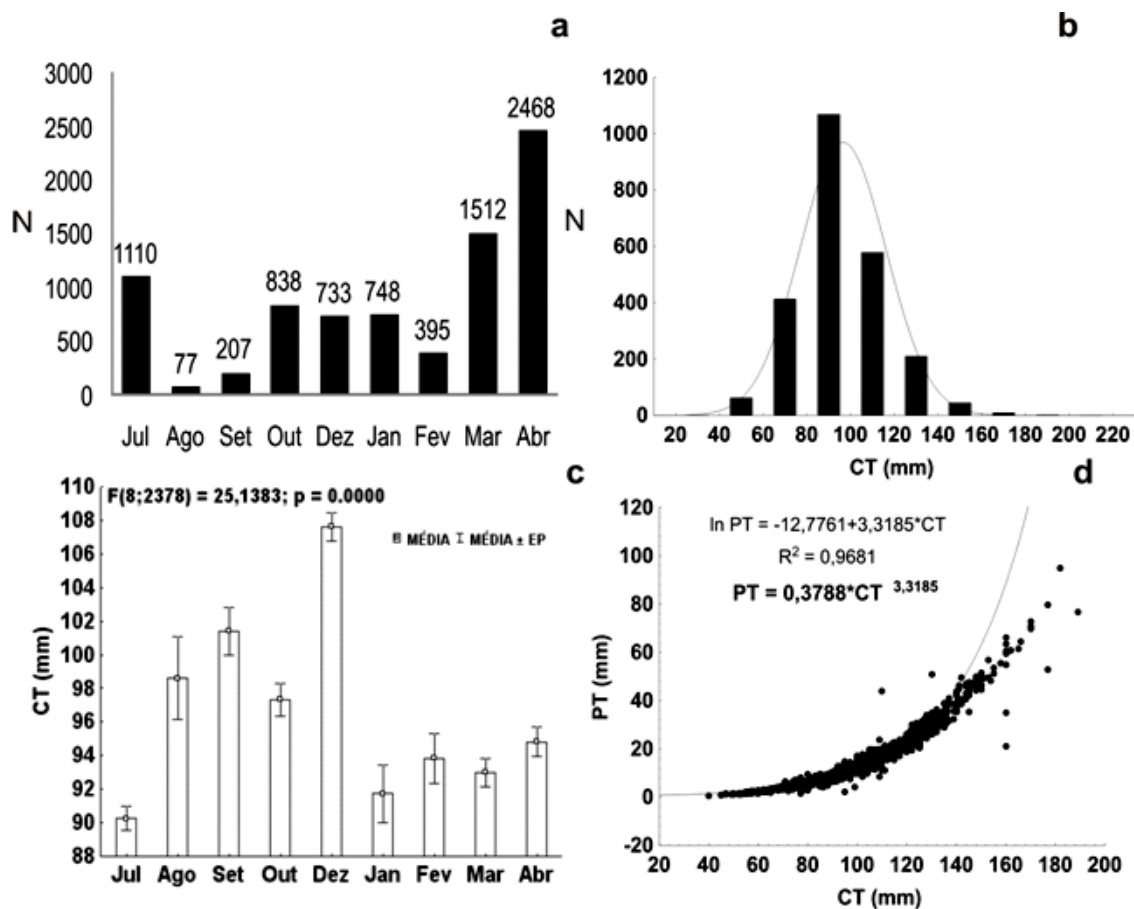 a
3000
2500
2000
1500
1000
500
0
N
1110
77
207
838
733
748
395
1512
2468
Jul Ago Set Out Dez Jan Fev Mar Abr
b
1200
1000
800
600
400
200
0
N
20 40 60 80 100 120 140 160 180 200 220
CT (mm)
c
F(8;2378) = 25,1383; p = 0.0000
MÉDIA MÉDIA ± EP
110
108
106
104
102
100
98
96
94
92
90
88
CT (mm)
Jul Ago Set Out Dez Jan Fev Mar Abr
d
ln PT = -12,7761+3,3185*CT
R² = 0,9681
PT = 0,3788*CT 3,3185
120
100
80
60
40
20
0
-20
PT (mm)
20 40 60 80 100 120 140 160 180 200
CT (mm)